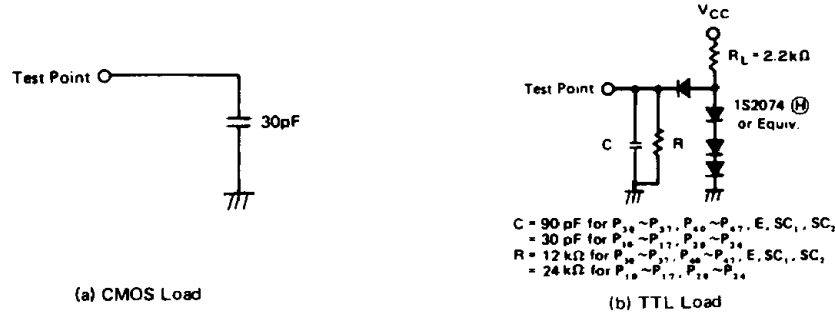 Test Point
30pF
(a) CMOS Load
VCC
RL = 2.2kΩ
Test Point
1S2074 Ⓗ
or Equiv.
C
R
C = 90 pF for P30~P37, P40~P47, E, SC1, SC2
= 30 pF for P10~P17, P20~P24
R = 12 kΩ for P30~P37, P40~P47, E, SC1, SC2
= 24 kΩ for P10~P17, P20~P24
(b) TTL Load